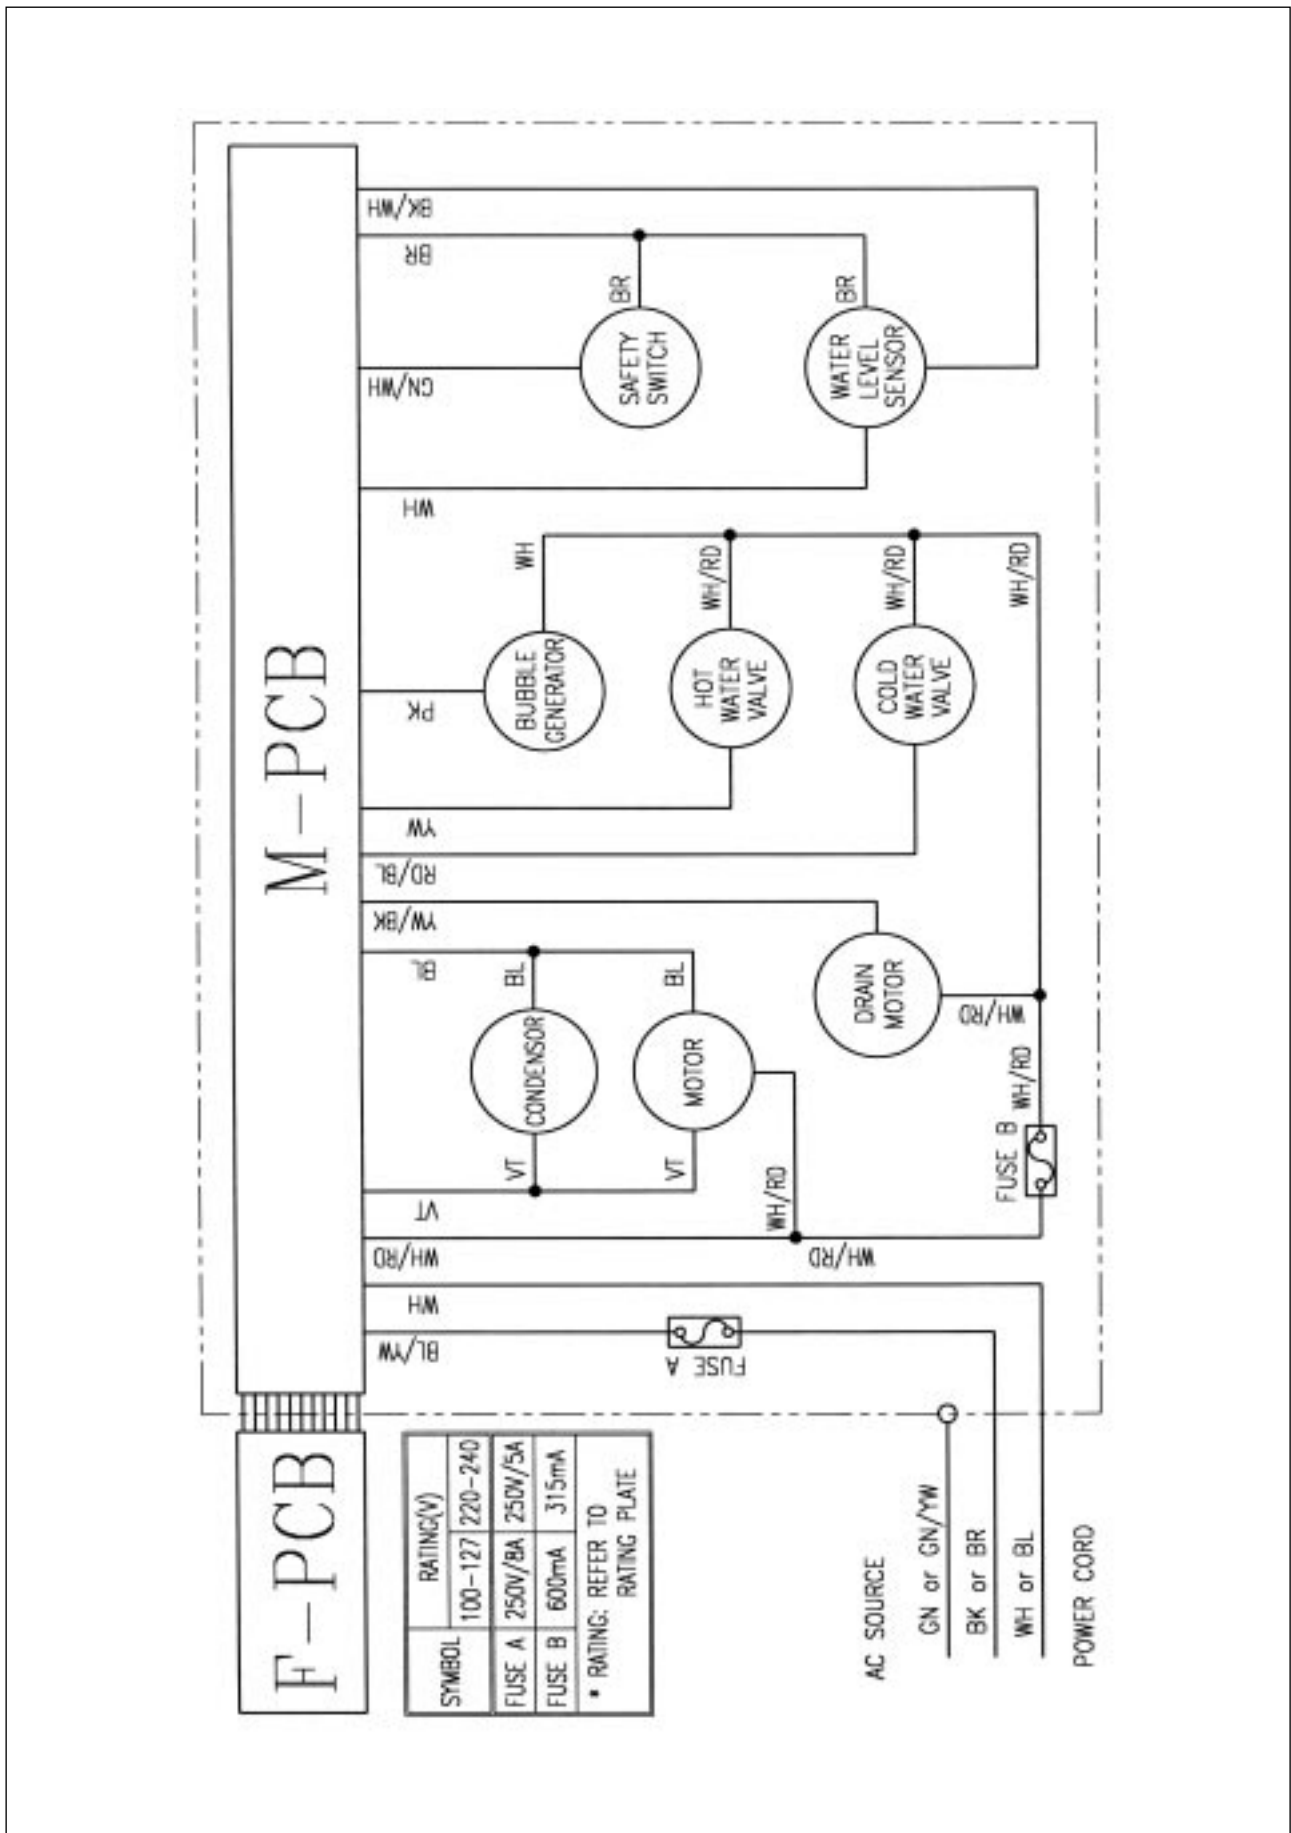 F-PCB
M-PCB
SYMBOL RATING(V)
100-127 220-240
FUSE A 250V/8A 250V/5A
FUSE B 600mA 315mA
* RATING: REFER TO
RATING PLATE
BL/YW
WH
WH/RD
VT
BL
YW/BK
RD/BL
YW
PK
WH
GN/WH
BR
BK/WH
VT
CONDENSOR
BL
VT
MOTOR
BL
WH/RD
WH/RD
FUSE A
DRAIN
MOTOR
WH/RD
BUBBLE
GENERATOR
WH
HOT
WATER
VALVE
WH/RD
COLD
WATER
VALVE
WH/RD
SAFETY
SWITCH
BR
WATER
LEVEL
SENSOR
BR
FUSE B
WH/RD
WH/RD
AC SOURCE
GN or GN/YW
BK or BR
WH or BL
POWER CORD